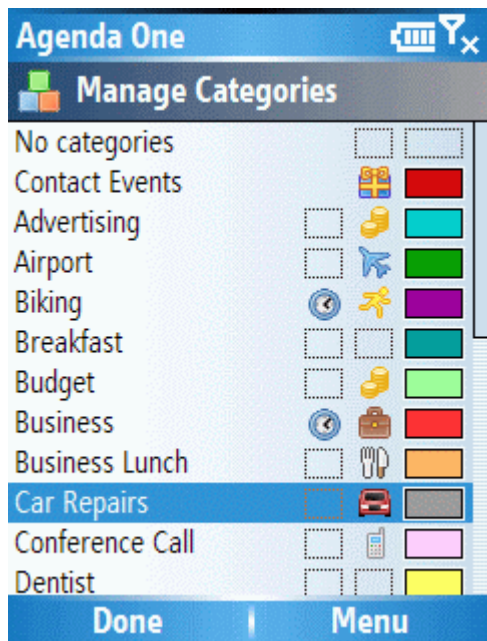 Agenda One
Manage Categories
No categories
Contact Events
Advertising
Airport
Biking
Breakfast
Budget
Business
Business Lunch
Car Repairs
Conference Call
Dentist
Done
Menu